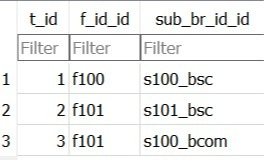 t_id f_id_id sub_br_id_id
Filter Filter Filter
1 1 f100 s100_bsc
2 2 f101 s101_bsc
3 3 f101 s100_bcom